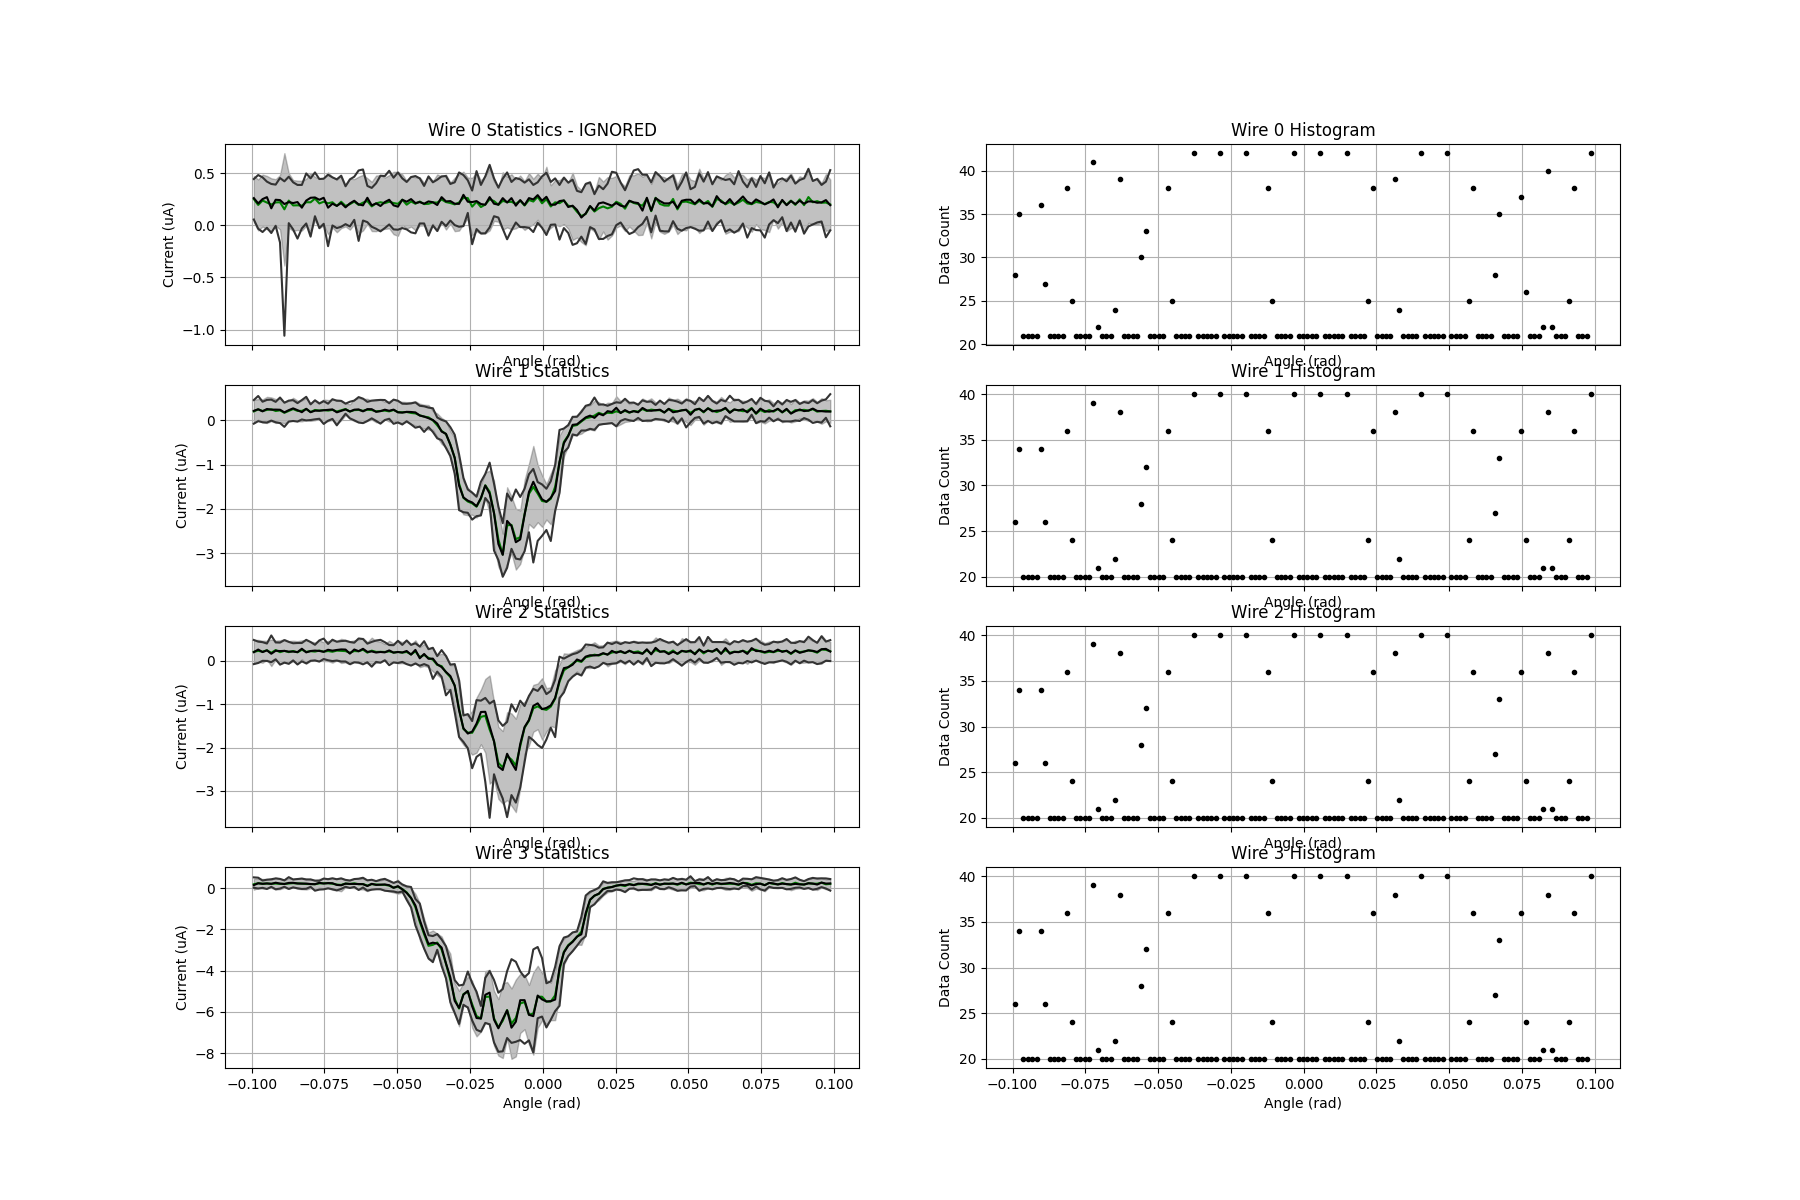 Wire 0 Statistics - IGNORED
Current (uA)
0.5
0.0
−0.5
−1.0
Angle (rad)
Wire 0 Histogram
Data Count
40
35
30
25
20
Angle (rad)
Wire 1 Statistics
Current (uA)
0
−1
−2
−3
Angle (rad)
Wire 1 Histogram
Data Count
40
35
30
25
20
Angle (rad)
Wire 2 Statistics
Current (uA)
0
−1
−2
−3
Angle (rad)
Wire 2 Histogram
Data Count
40
35
30
25
20
Angle (rad)
Wire 3 Statistics
Current (uA)
0
−2
−4
−6
−8
−0.100 −0.075 −0.050 −0.025 0.000 0.025 0.050 0.075 0.100
Angle (rad)
Wire 3 Histogram
Data Count
40
35
30
25
20
−0.100 −0.075 −0.050 −0.025 0.000 0.025 0.050 0.075 0.100
Angle (rad)